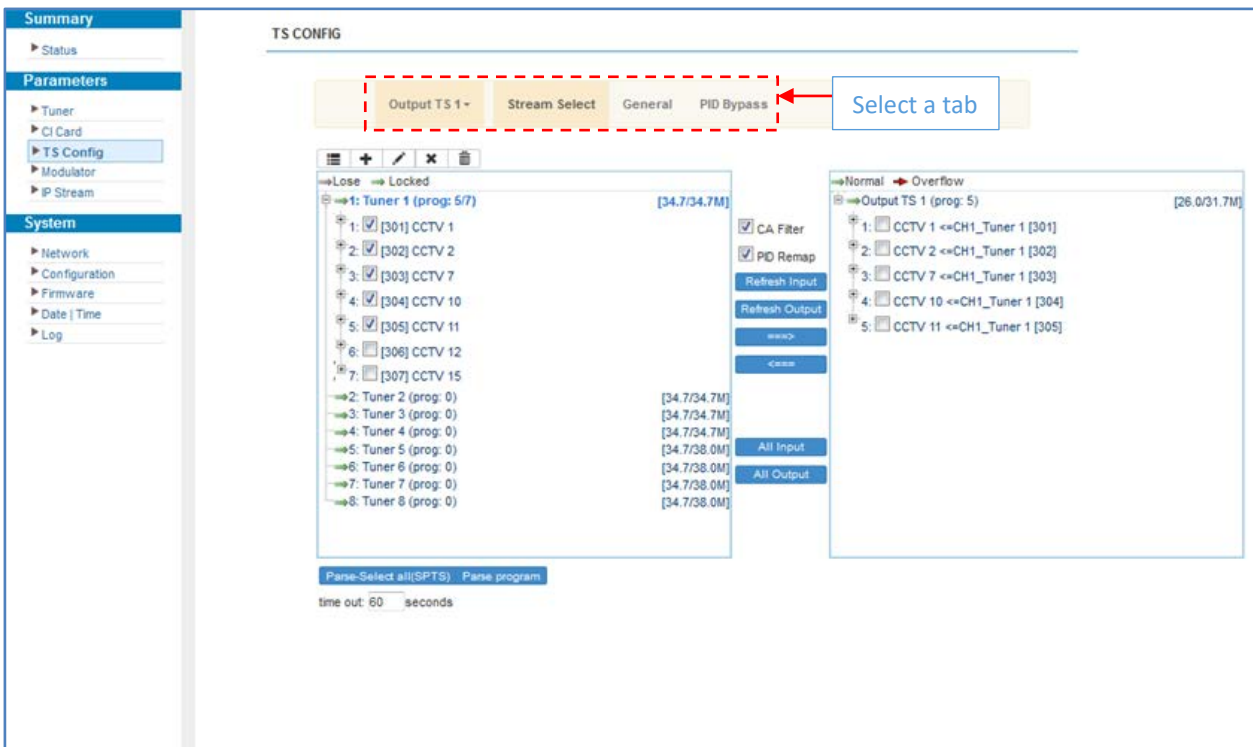 Summary
Status
Parameters
Tuner
CI Card
TS Config
Modulator
IP Stream
System
Network
Configuration
Firmware
Date | Time
Log
TS CONFIG
Output TS 1 Stream Select General PID Bypass
Select a tab
Lose Locked
1: Tuner 1 (prog: 5/7) [34.7/34.7M]
1: [301] CCTV 1
2: [302] CCTV 2
3: [303] CCTV 7
4: [304] CCTV 10
5: [305] CCTV 11
6: [306] CCTV 12
7: [307] CCTV 15
2: Tuner 2 (prog: 0) [34.7/34.7M]
3: Tuner 3 (prog: 0) [34.7/34.7M]
4: Tuner 4 (prog: 0) [34.7/34.7M]
5: Tuner 5 (prog: 0) [34.7/38.0M]
6: Tuner 6 (prog: 0) [34.7/38.0M]
7: Tuner 7 (prog: 0) [34.7/38.0M]
8: Tuner 8 (prog: 0) [34.7/38.0M]
CA Filter
PID Remap
Refresh Input
Refresh Output
===>
<===
All Input
All Output
Normal Overflow
Output TS 1 (prog: 5) [26.0/31.7M]
1: CCTV 1 <=CH1_Tuner 1 [301]
2: CCTV 2 <=CH1_Tuner 1 [302]
3: CCTV 7 <=CH1_Tuner 1 [303]
4: CCTV 10 <=CH1_Tuner 1 [304]
5: CCTV 11 <=CH1_Tuner 1 [305]
Parse-Select all(SPTS) Parse program
time out: 60 seconds